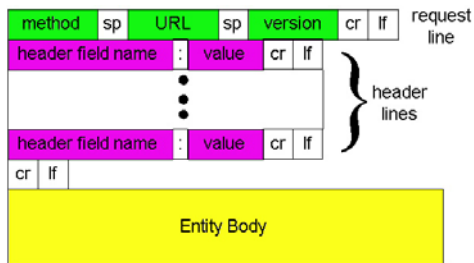 method sp URL sp version cr lf request line
header field name : value cr lf
header lines
header field name : value cr lf
cr lf
Entity Body